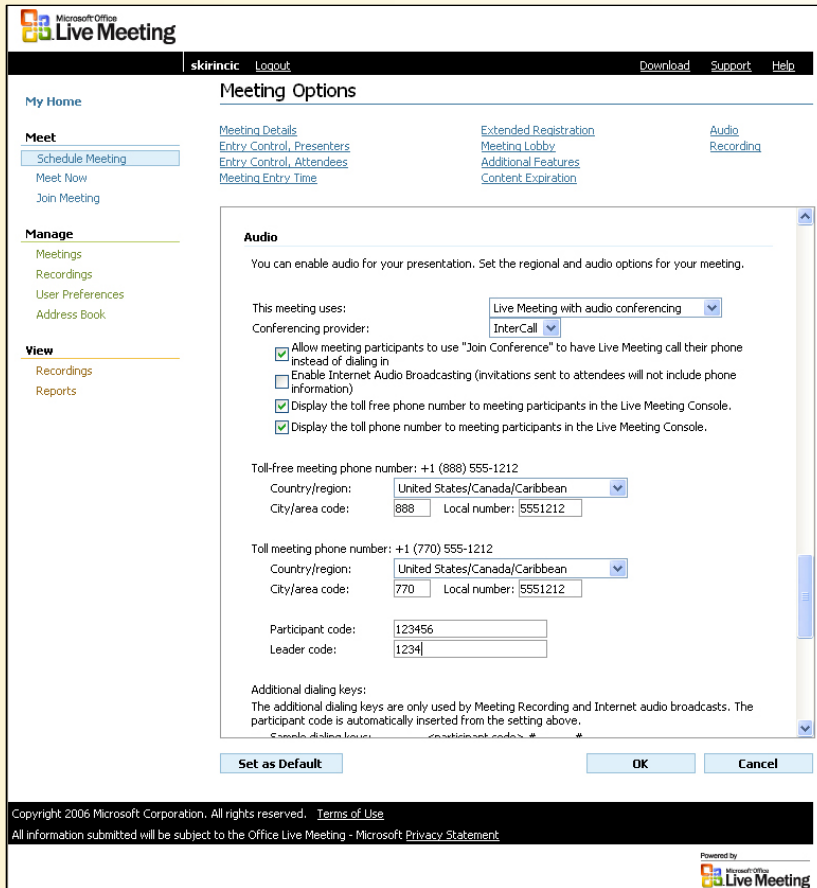 Microsoft Office
Live Meeting
skirincic Logout Download Support Help
My Home
Meet
Schedule Meeting
Meet Now
Join Meeting
Manage
Meetings
Recordings
User Preferences
Address Book
View
Recordings
Reports
Meeting Options
Meeting Details
Entry Control, Presenters
Entry Control, Attendees
Meeting Entry Time
Extended Registration
Meeting Lobby
Additional Features
Content Expiration
Audio
Recording
Audio
You can enable audio for your presentation. Set the regional and audio options for your meeting.
This meeting uses: Live Meeting with audio conferencing
Conferencing provider: InterCall
Allow meeting participants to use "Join Conference" to have Live Meeting call their phone
instead of dialing in
Enable Internet Audio Broadcasting (invitations sent to attendees will not include phone
information)
Display the toll free phone number to meeting participants in the Live Meeting Console.
Display the toll phone number to meeting participants in the Live Meeting Console.
Toll-free meeting phone number: +1 (888) 555-1212
Country/region: United States/Canada/Caribbean
City/area code: 888 Local number: 5551212
Toll meeting phone number: +1 (770) 555-1212
Country/region: United States/Canada/Caribbean
City/area code: 770 Local number: 5551212
Participant code: 123456
Leader code: 1234
Additional dialing keys:
The additional dialing keys are only used by Meeting Recording and Internet audio broadcasts. The
participant code is automatically inserted from the setting above.
Sample dialing keys: <participant code> # #
Set as Default OK Cancel
Copyright 2006 Microsoft Corporation. All rights reserved. Terms of Use
All information submitted will be subject to the Office Live Meeting - Microsoft Privacy Statement
Powered by
Microsoft Office
Live Meeting